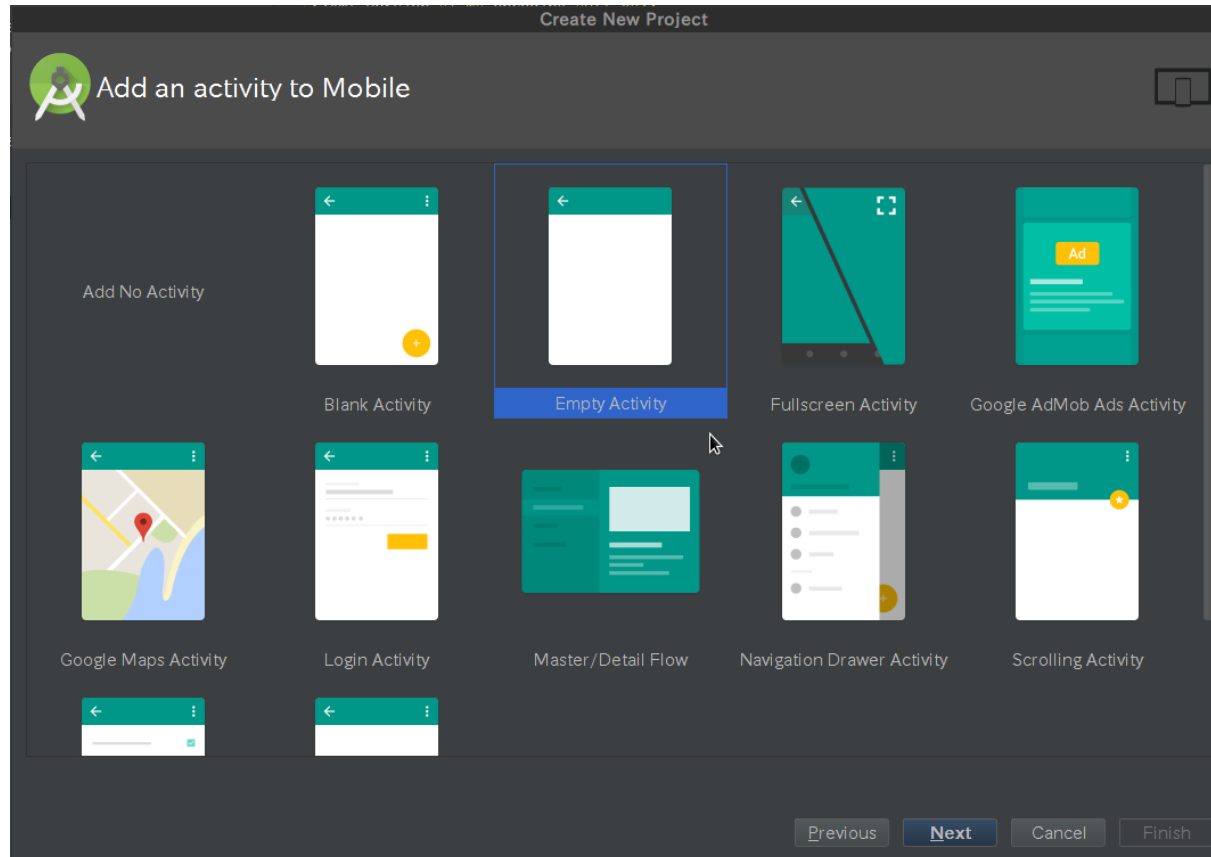 Create New Project
Add an activity to Mobile
Add No Activity
Blank Activity
Empty Activity
Fullscreen Activity
Ad
Google AdMob Ads Activity
Google Maps Activity
Login Activity
Master/Detail Flow
Navigation Drawer Activity
Scrolling Activity
Previous
Next
Cancel
Finish